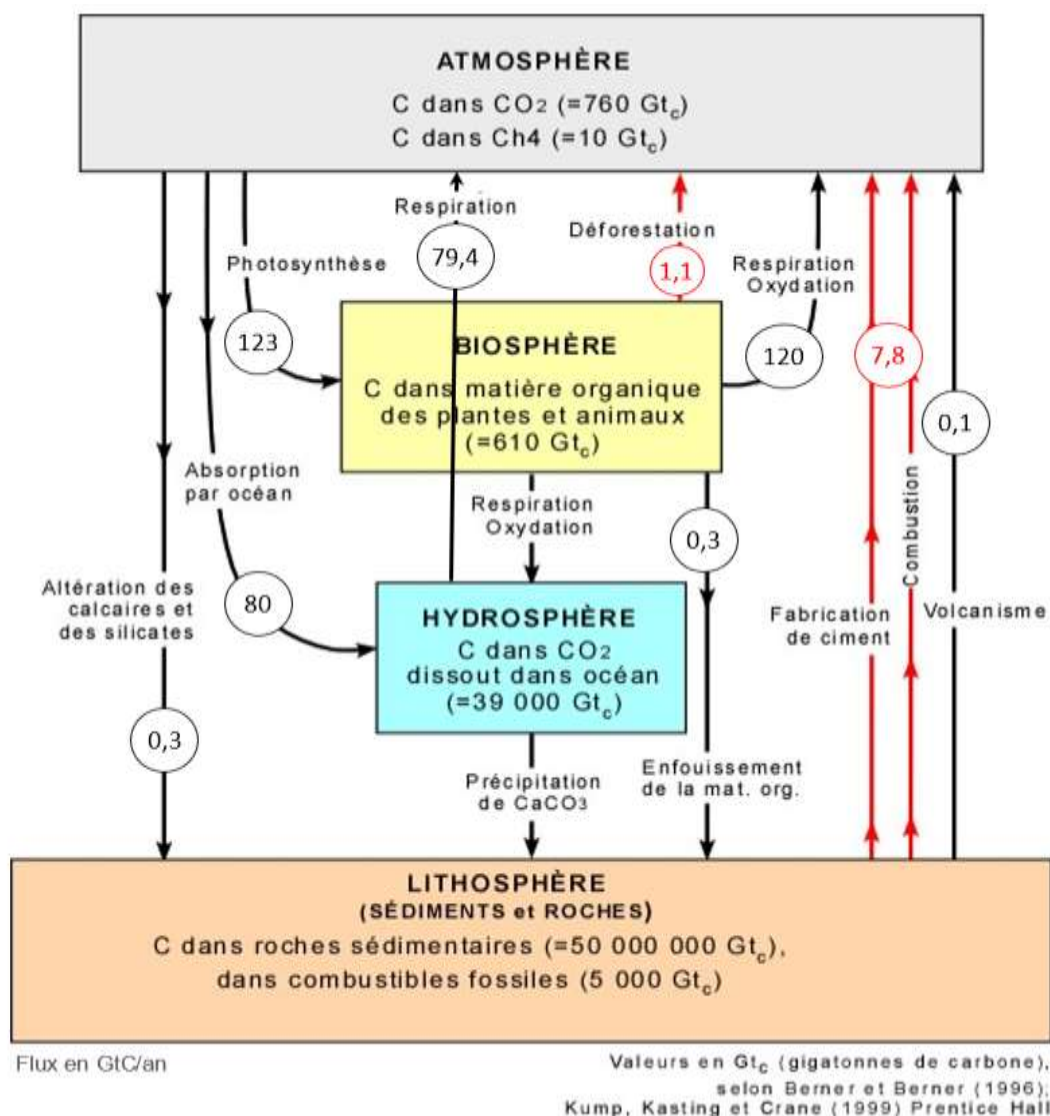 ATMOSPHÈRE
C dans CO₂ (=760 Gtc)
C dans Ch4 (=10 Gtc)
Respiration
79,4
Déforestation
1,1
Photosynthèse
123
Respiration
Oxydation
120
7,8
0,1
BIOSPHÈRE
C dans matière organique
des plantes et animaux
(=610 Gtc)
Absorption
par océan
80
Respiration
Oxydation
0,3
Combustion
Altération des
calcaires et
des silicates
0,3
HYDROSPHÈRE
C dans CO₂
dissout dans océan
(=39 000 Gtc)
Fabrication
de ciment
Volcanisme
Précipitation
de CaCO₃
Enfouissement
de la mat. org.
LITHOSPHÈRE
(SÉDIMENTS et ROCHES)
C dans roches sédimentaires (=50 000 000 Gtc),
dans combustibles fossiles (5 000 Gtc)
Flux en GtC/an
Valeurs en Gtc (gigatonnes de carbone),
selon Berner et Berner (1996),
Kump, Kasting et Crane (1999) Prentice Hall